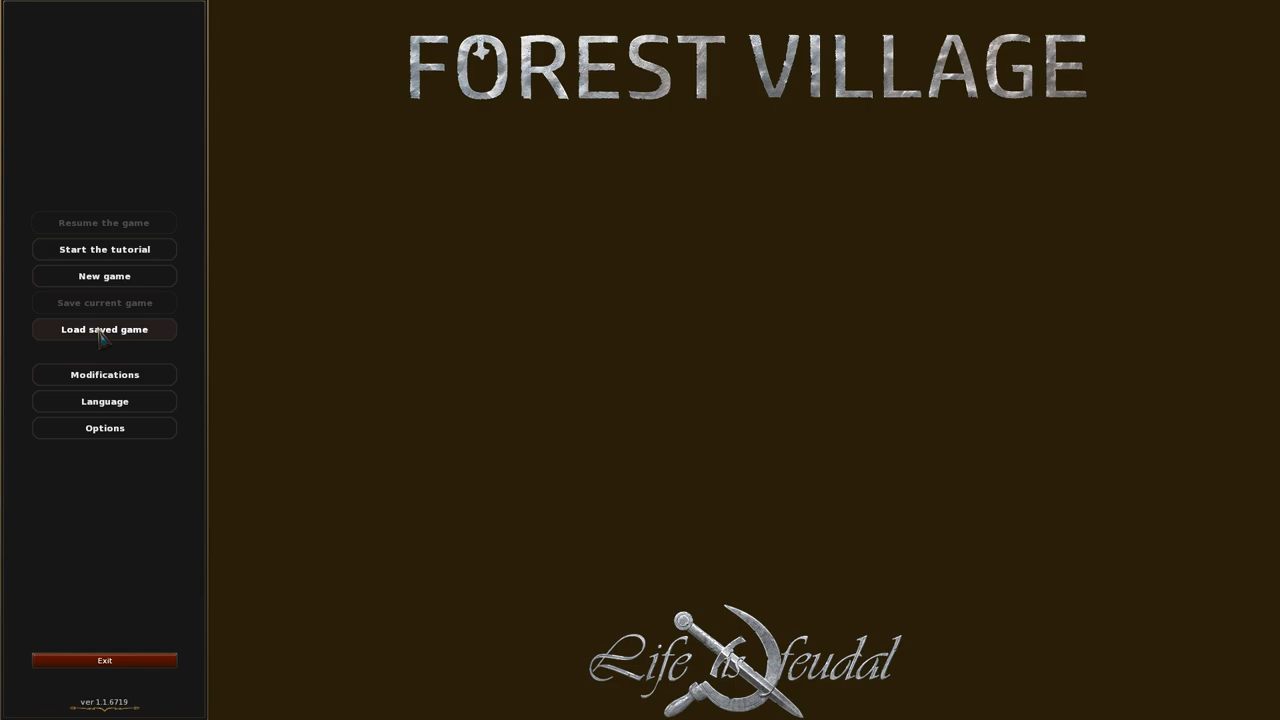 FOREST VILLAGE
Resume the game
Start the tutorial
New game
Save current game
Load saved game
Modifications
Language
Options
Life is feudal
Exit
ver 1.1.6719